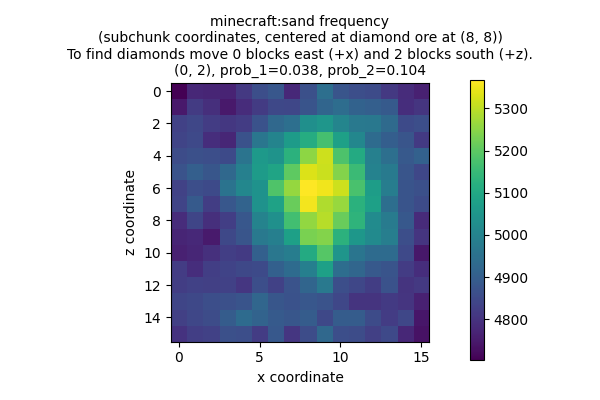 minecraft:sand frequency
(subchunk coordinates, centered at diamond ore at (8, 8))
To find diamonds move 0 blocks east (+x) and 2 blocks south (+z).
(0, 2), prob_1=0.038, prob_2=0.104
0
2
4
6
8
10
12
14
z coordinate
0 5 10 15
x coordinate
5300
5200
5100
5000
4900
4800